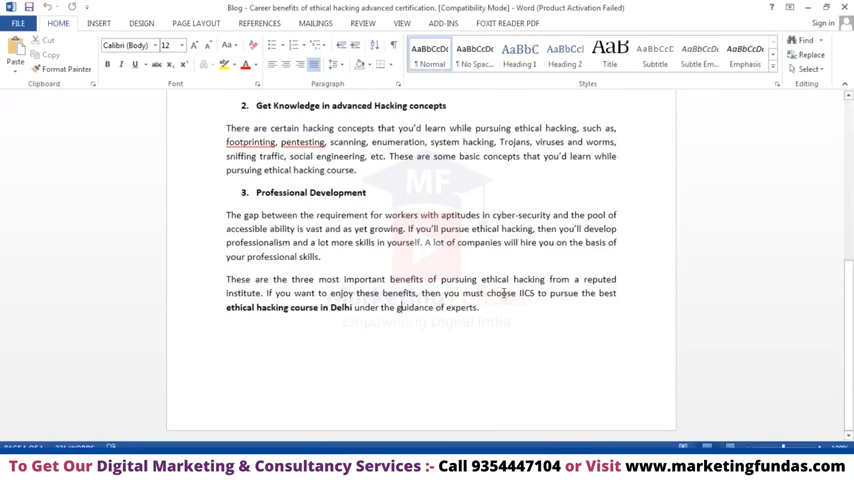 Blog - Career benefits of ethical hacking advanced certification. [Compatibility Mode] - Word (Product Activation Failed)
FILE HOME INSERT DESIGN PAGE LAYOUT REFERENCES MAILINGS REVIEW VIEW ADD-INS FOXIT READER PDF Sign in
Cut
Copy
Format Painter
Paste
Calibri (Body) 12
AaBbCcDc AaBbCcDc AaBbC AaBbCcl AaBl AaBbCcD AaBbCcDc AaBbCcDc
¶ Normal ¶ No Spac... Heading 1 Heading 2 Title Subtitle Subtle Em... Emphasis
Find
Replace
Select
Clipboard Font Paragraph Styles Editing
2. Get Knowledge in advanced Hacking concepts
There are certain hacking concepts that you'd learn while pursuing ethical hacking, such as,
footprinting, pentesting, scanning, enumeration, system hacking, Trojans, viruses and worms,
sniffing traffic, social engineering, etc. These are some basic concepts that you'd learn while
pursuing ethical hacking course.
3. Professional Development
The gap between the requirement for workers with aptitudes in cyber-security and the pool of
accessible ability is vast and as yet growing. If you'll pursue ethical hacking, then you'll develop
professionalism and a lot more skills in yourself. A lot of companies will hire you on the basis of
your professional skills.
These are the three most important benefits of pursuing ethical hacking from a reputed
institute. If you want to enjoy these benefits, then you must choose IICS to pursue the best
ethical hacking course in Delhi under the guidance of experts.
MF
Empowering Digital India
To Get Our Digital Marketing & Consultancy Services :- Call 9354447104 or Visit www.marketingfundas.com